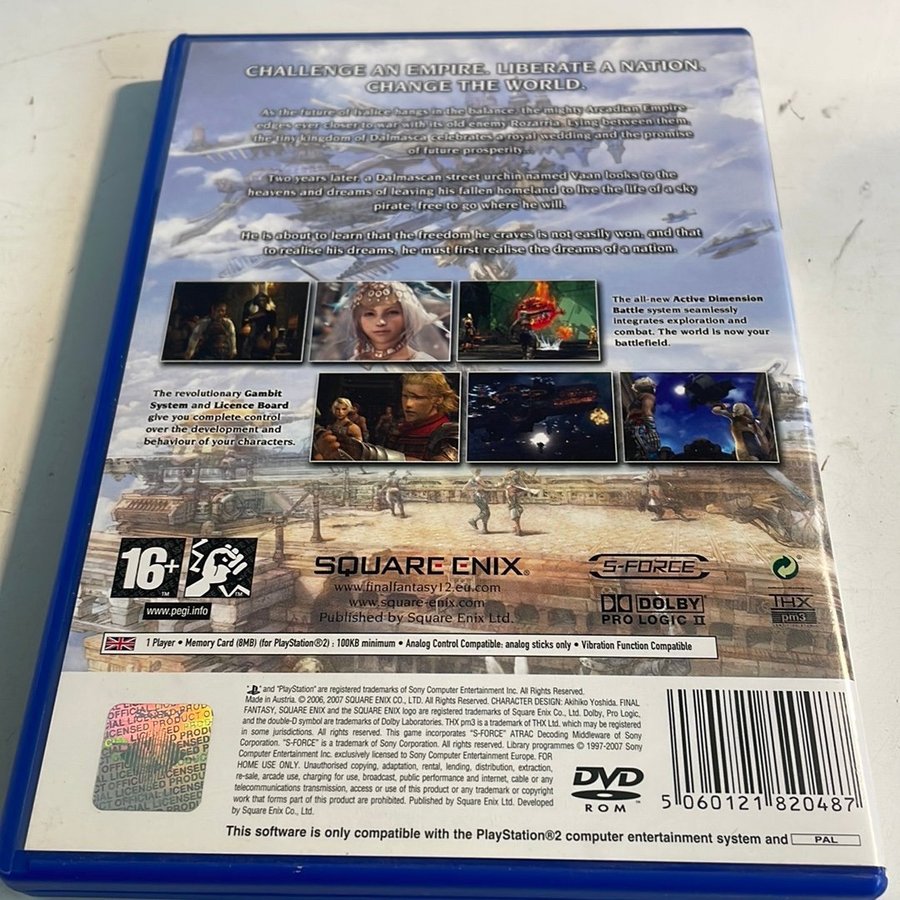 CHALLENGE AN EMPIRE. LIBERATE A NATION.
CHANGE THE WORLD.
As the future of Ivalice hangs in the balance, the mighty Arcadian Empire
edges ever closer to war with its old enemy, Rozarria. Lying between them,
the tiny kingdom of Dalmasca celebrates a royal wedding and the promise
of future prosperity...
Two years later, a Dalmascan street urchin named Vaan looks to the
heavens and dreams of leaving his fallen homeland to live the life of a sky
pirate, free to go where he will.
He is about to learn that the freedom he craves is not easily won, and that
to realise his dreams, he must first realise the dreams of a nation.
The all-new Active Dimension
Battle system seamlessly
integrates exploration and
combat. The world is now your
battlefield.
The revolutionary Gambit
System and Licence Board
give you complete control
over the development and
behaviour of your characters.
16+
www.pegi.info
SQUARE ENIX®
www.finalfantasy12.eu.com
www.square-enix.com
Published by Square Enix Ltd.
S-FORCE
DOLBY
PRO LOGIC II
THX
pm3
1 Player • Memory Card (8MB) (for PlayStation®2) : 100KB minimum • Analog Control Compatible: analog sticks only • Vibration Function Compatible
and "PlayStation" are registered trademarks of Sony Computer Entertainment Inc. All Rights Reserved.
Made in Austria. © 2006, 2007 SQUARE ENIX CO., LTD. All Rights Reserved. CHARACTER DESIGN: Akihiko Yoshida. FINAL
FANTASY, SQUARE ENIX and the SQUARE ENIX logo are registered trademarks of Square Enix Co., Ltd. Dolby, Pro Logic,
and the double-D symbol are trademarks of Dolby Laboratories. THX pm3 is a trademark of THX Ltd. which may be registered
in some jurisdictions. All rights reserved. This game incorporates "S-FORCE" ATRAC Decoding Middleware of Sony
Corporation. "S-FORCE" is a trademark of Sony Corporation. All rights reserved. Library programmes © 1997-2007 Sony
Computer Entertainment Inc. exclusively licensed to Sony Computer Entertainment Europe. FOR
HOME USE ONLY. Unauthorised copying, adaptation, rental, lending, distribution, extraction,
re-sale, arcade use, charging for use, broadcast, public performance and internet, cable or any
telecommunications transmission, access or use of this product or any trademark or copyright
work that forms part of this product are prohibited. Published by Square Enix Ltd. Developed
by Square Enix Co., Ltd.
OFFICIAL LICENSED PRODUCT
DVD
ROM
5 060121 820487
This software is only compatible with the PlayStation®2 computer entertainment system and PAL